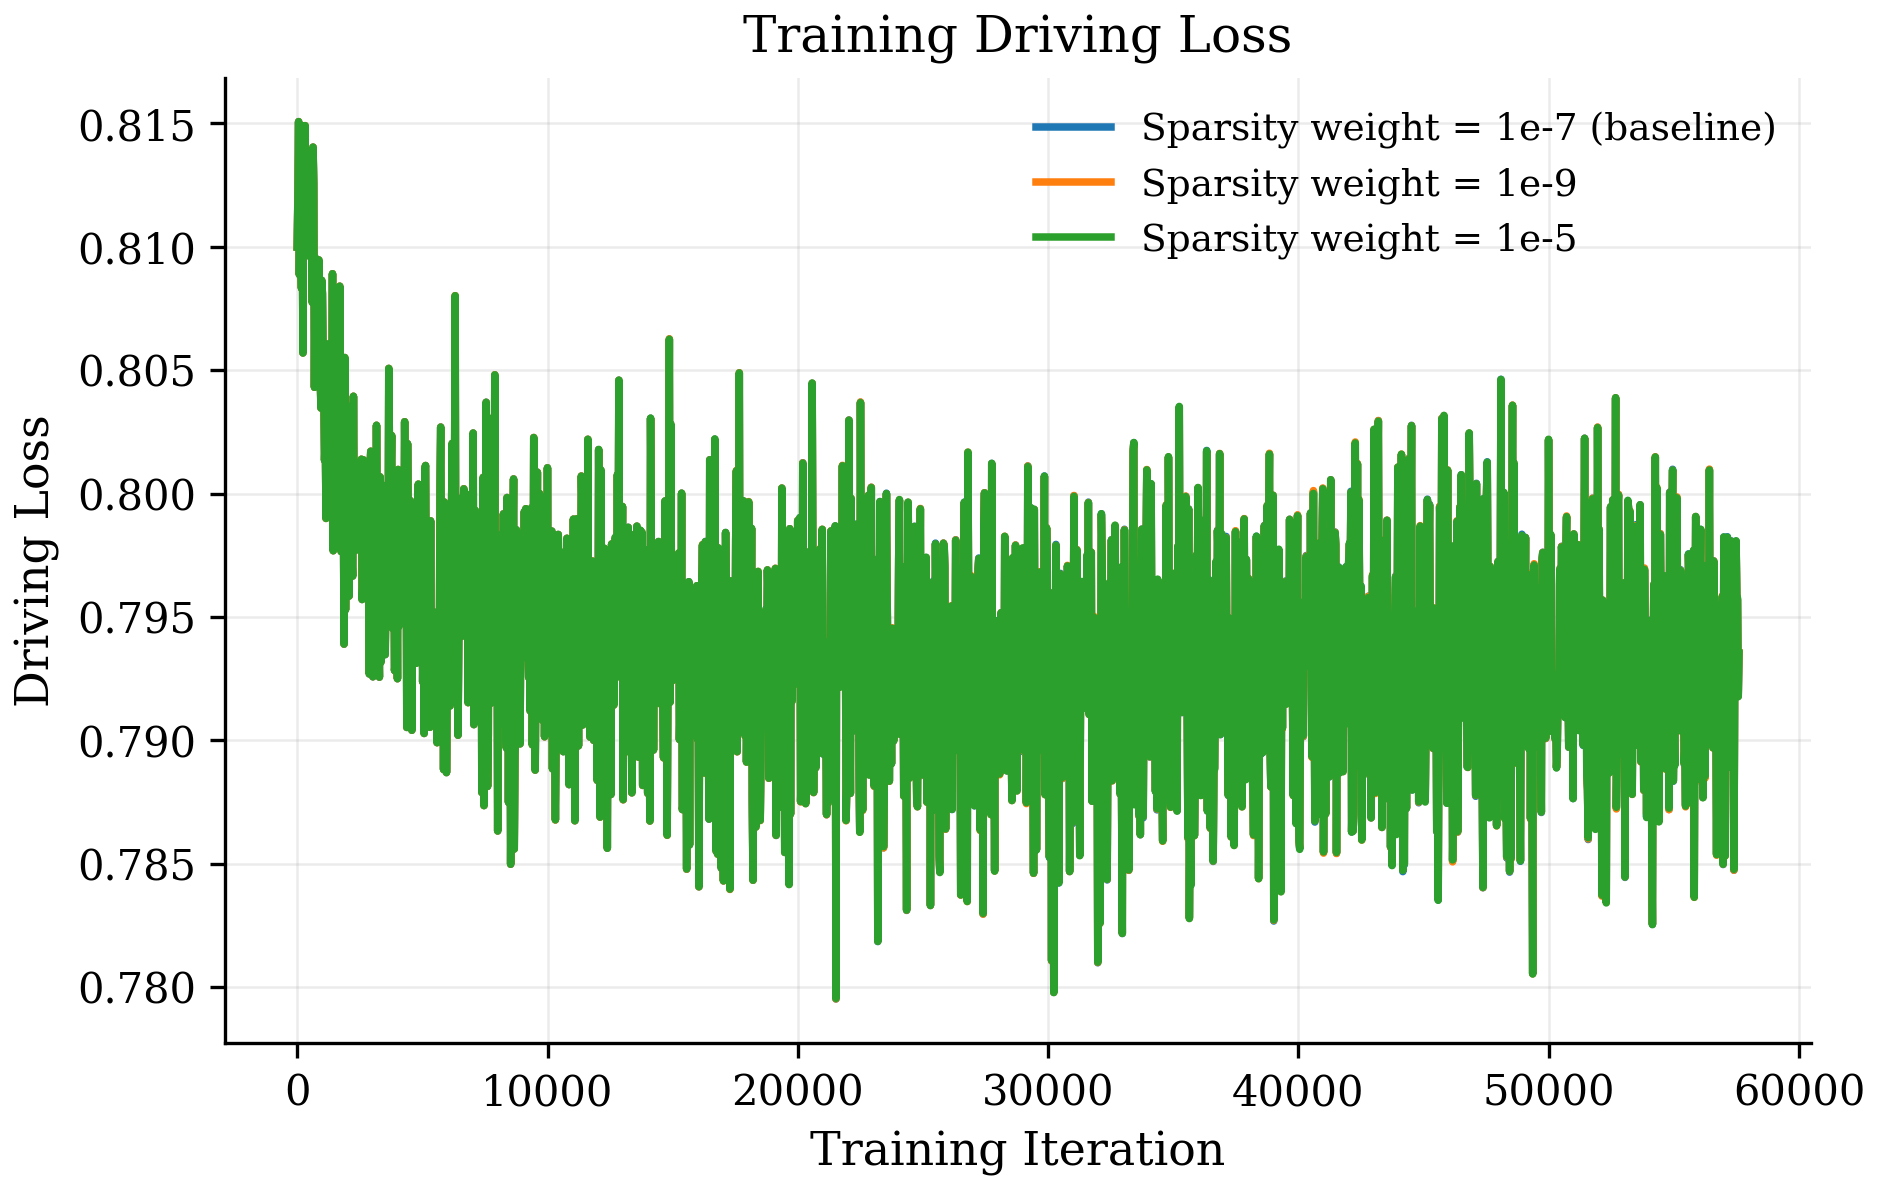 Training Driving Loss
Sparsity weight = 1e-7 (baseline)
Sparsity weight = 1e-9
Sparsity weight = 1e-5
Driving Loss
0.815
0.810
0.805
0.800
0.795
0.790
0.785
0.780
0 10000 20000 30000 40000 50000 60000
Training Iteration